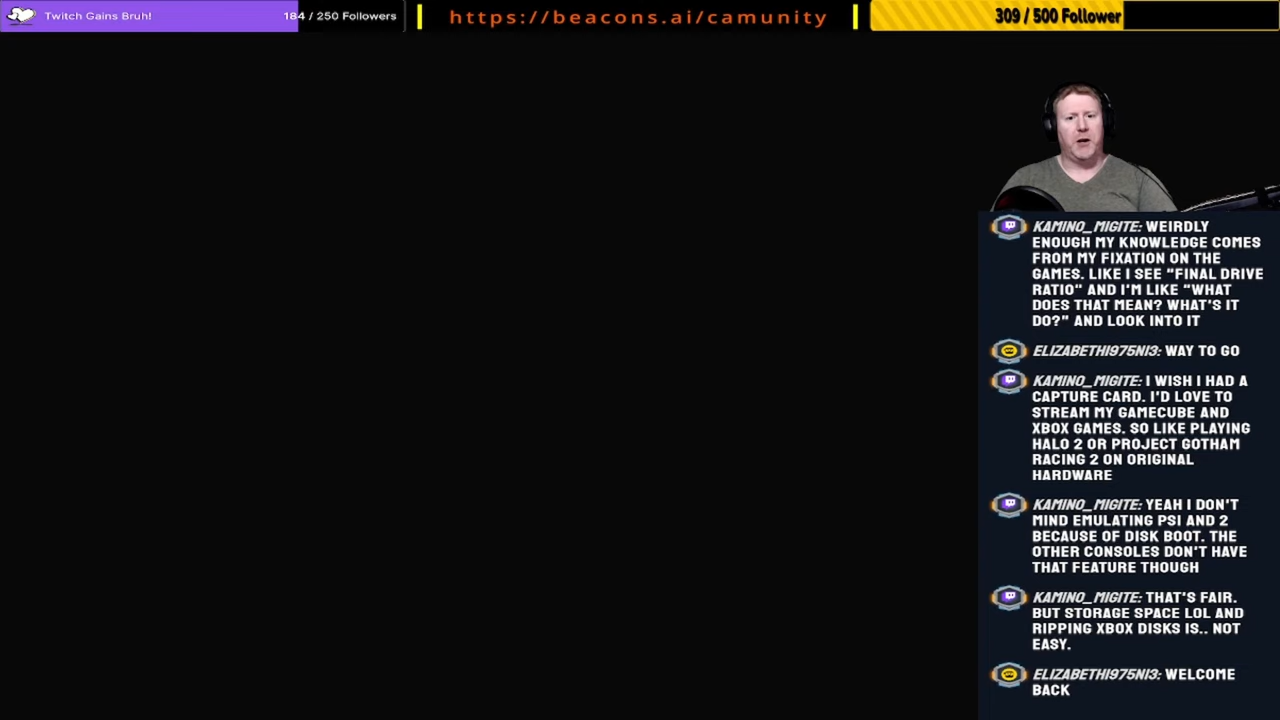 Twitch Gains Bruh!
184 / 250 Followers
https://beacons.ai/camunity
309 / 500 Follower
KAMINO_MIGITE: WEIRDLY
ENOUGH MY KNOWLEDGE COMES
FROM MY FIXATION ON THE
GAMES. LIKE I SEE "FINAL DRIVE
RATIO" AND I'M LIKE "WHAT
DOES THAT MEAN? WHAT'S IT
DO?" AND LOOK INTO IT
ELIZABETH1975NI3: WAY TO GO
KAMINO_MIGITE: I WISH I HAD A
CAPTURE CARD. I'D LOVE TO
STREAM MY GAMECUBE AND
XBOX GAMES. SO LIKE PLAYING
HALO 2 OR PROJECT GOTHAM
RACING 2 ON ORIGINAL
HARDWARE
KAMINO_MIGITE: YEAH I DON'T
MIND EMULATING PS1 AND 2
BECAUSE OF DISK BOOT. THE
OTHER CONSOLES DON'T HAVE
THAT FEATURE THOUGH
KAMINO_MIGITE: THAT'S FAIR.
BUT STORAGE SPACE LOL AND
RIPPING XBOX DISKS IS.. NOT
EASY.
ELIZABETH1975NI3: WELCOME
BACK